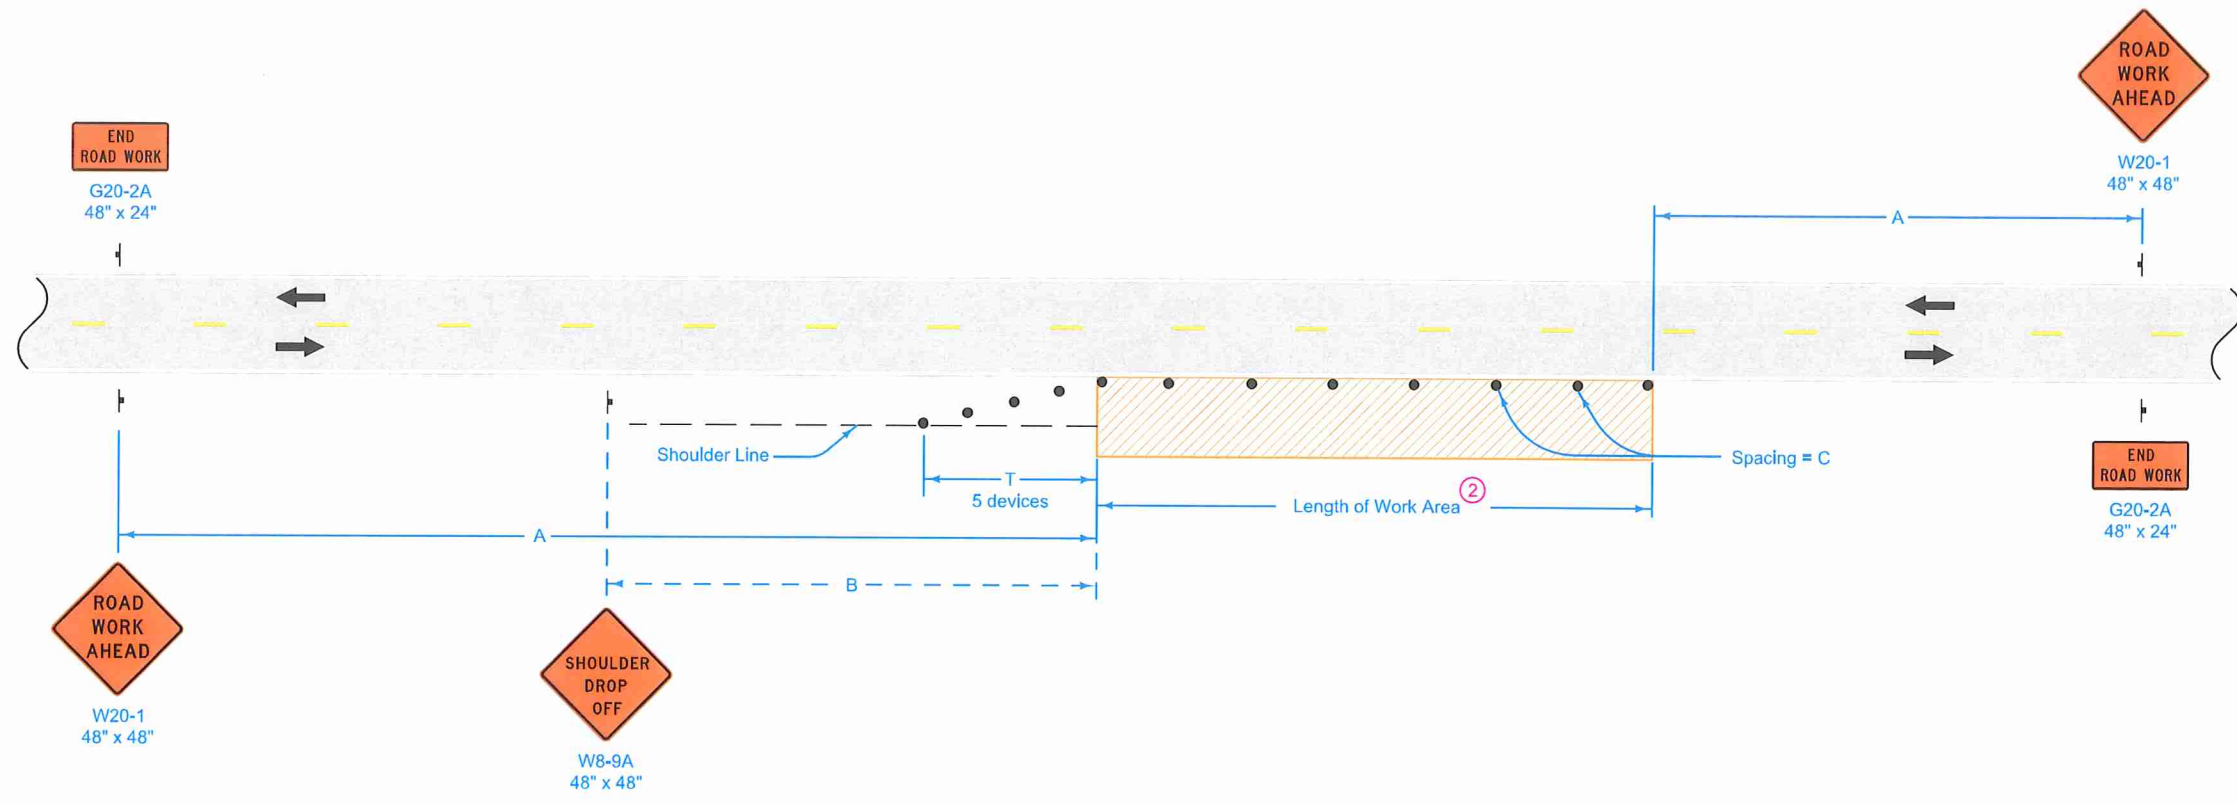 ROAD
WORK
AHEAD
W20-1
48" x 48"
END
ROAD WORK
G20-2A
48" x 24"
A
Shoulder Line
T
5 devices
Spacing = C
Length of Work Area ②
END
ROAD WORK
G20-2A
48" x 24"
A
B
ROAD
WORK
AHEAD
W20-1
48" x 48"
SHOULDER
DROP
OFF
W8-9A
48" x 48"